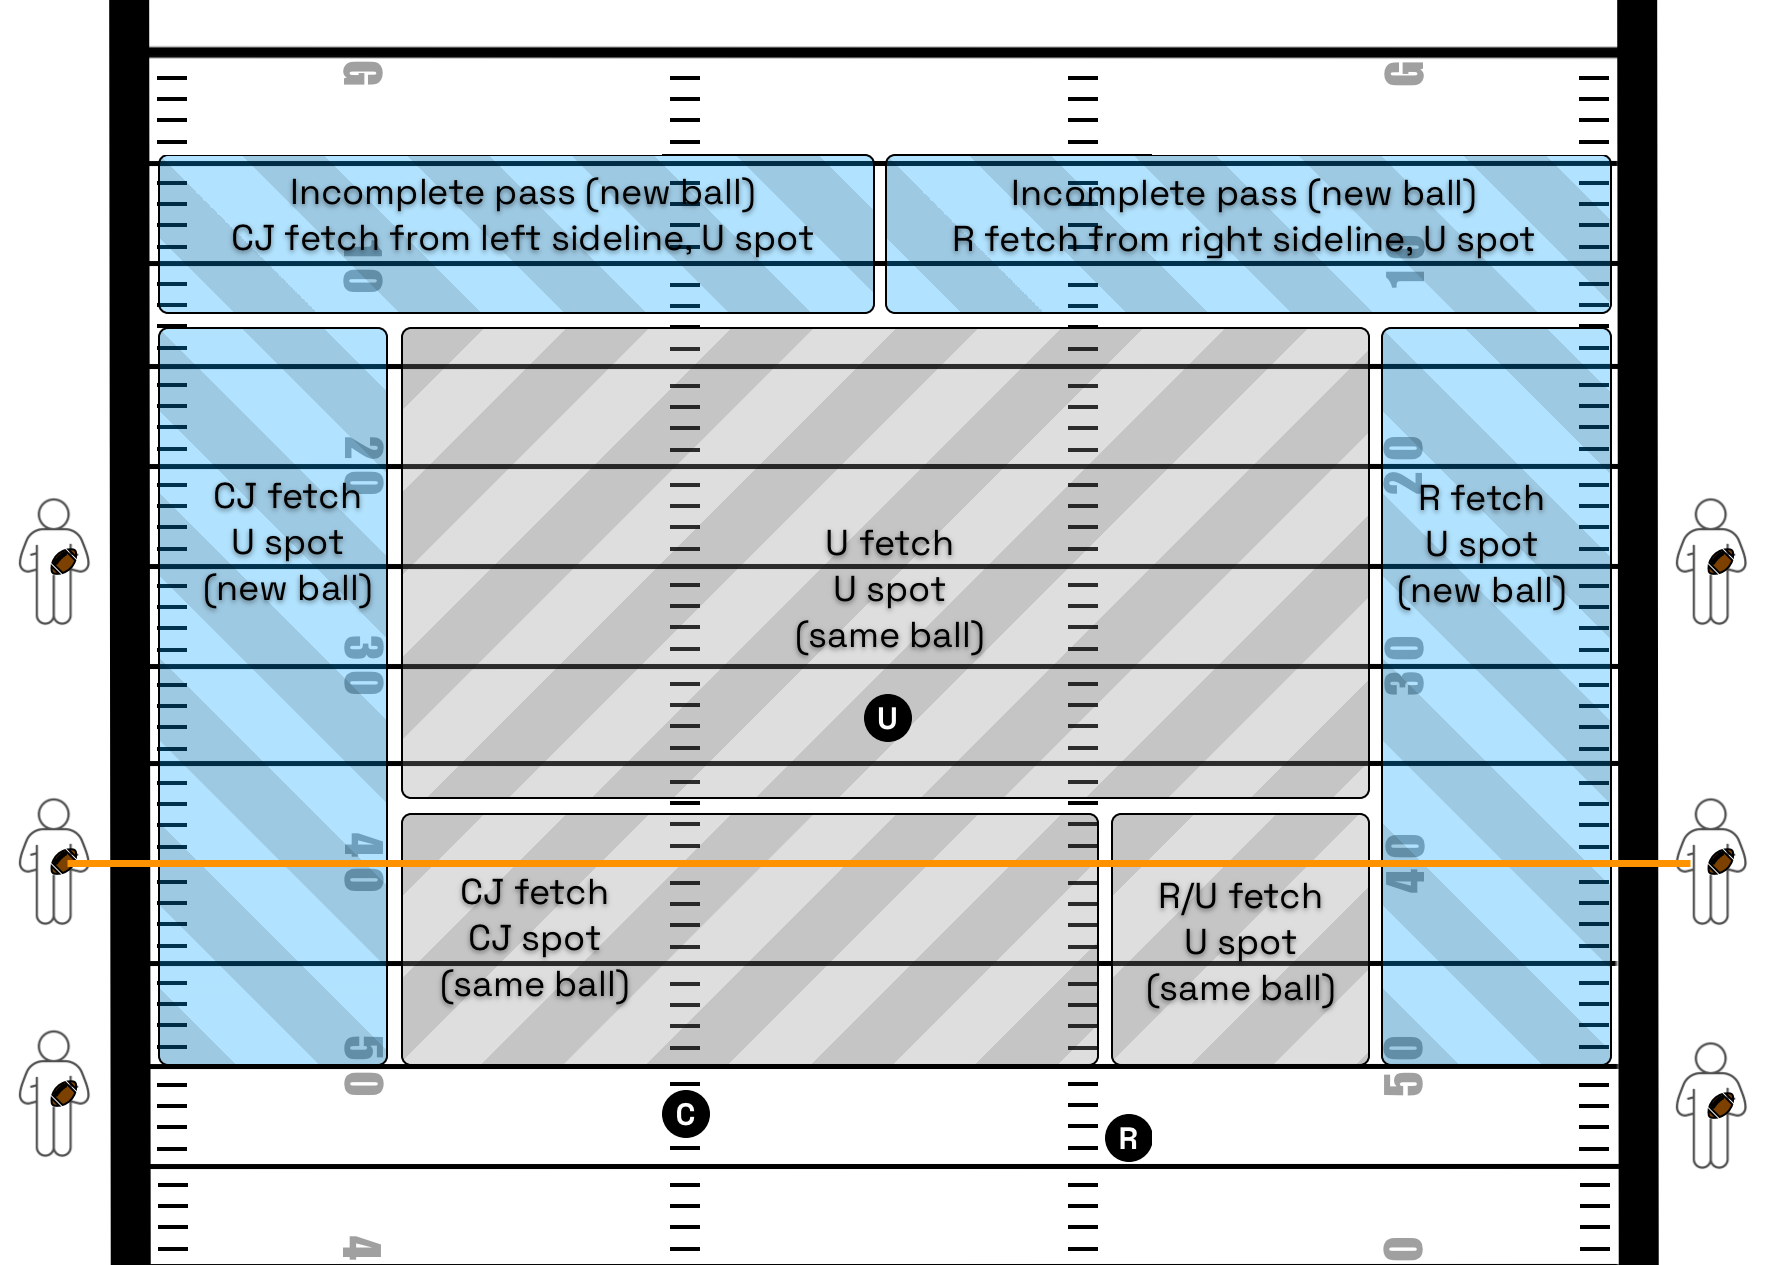 G
G
Incomplete pass (new ball)
CJ fetch from left sideline, U spot
Incomplete pass (new ball)
R fetch from right sideline, U spot
10
10
20
20
CJ fetch
U spot
(new ball)
U fetch
U spot
(same ball)
R fetch
U spot
(new ball)
30
30
U
40
40
CJ fetch
CJ spot
(same ball)
R/U fetch
U spot
(same ball)
50
50
C
R
4
0